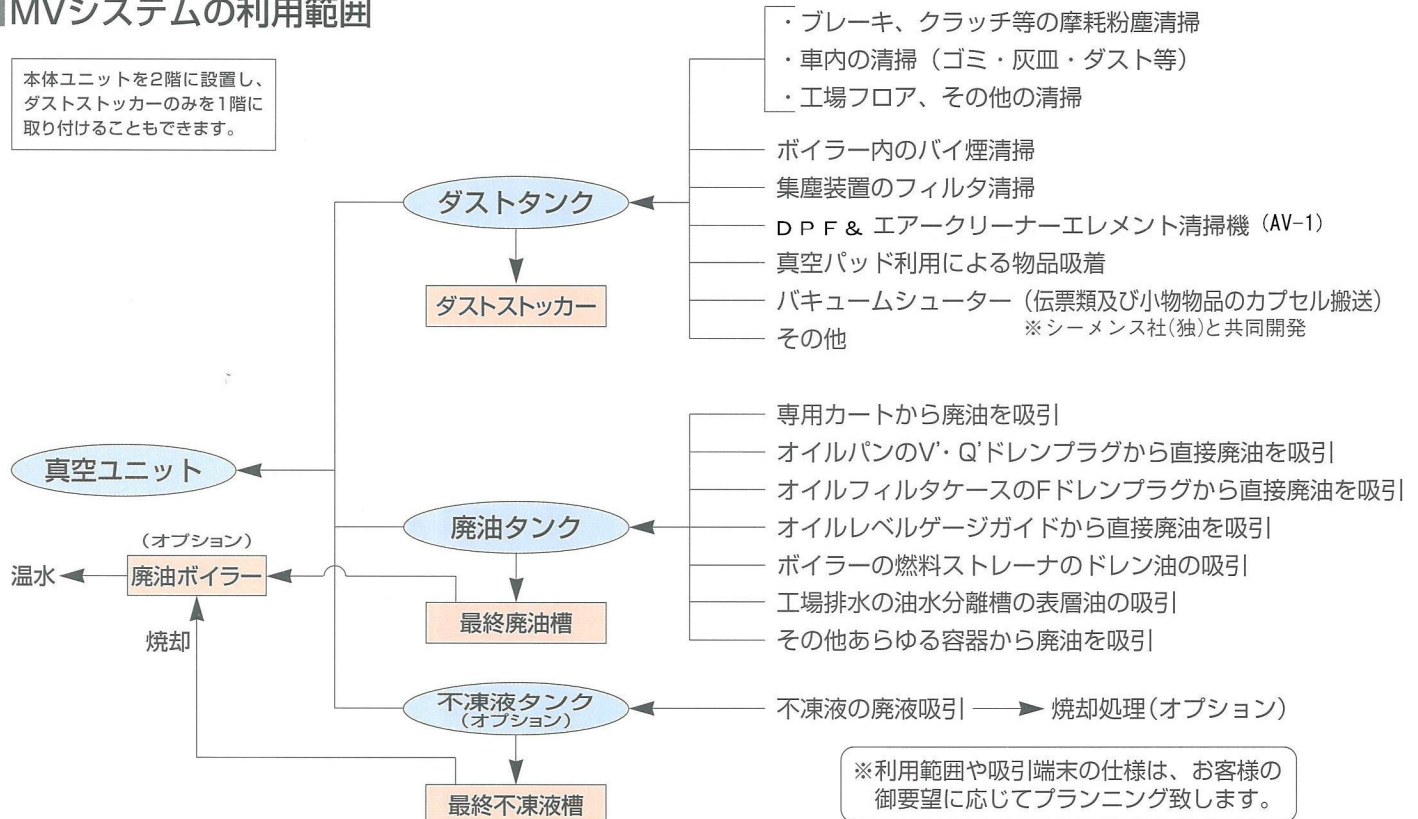 MVシステムの利用範囲
本体ユニットを2階に設置し、
ダストストッカーのみを1階に
取り付けることもできます。
・ブレーキ、クラッチ等の摩耗粉塵清掃
・車内の清掃（ゴミ・灰皿・ダスト等）
・工場フロア、その他の清掃
ボイラー内のバイ煙清掃
集塵装置のフィルタ清掃
ＤＰＦ& エアークリーナーエレメント清掃機（AV-1）
真空パッド利用による物品吸着
バキュームシューター（伝票類及び小物物品のカプセル搬送）
※シーメンス社(独)と共同開発
その他
ダストタンク
ダストストッカー
真空ユニット
専用カートから廃油を吸引
オイルパンのV'・Q'ドレンプラグから直接廃油を吸引
オイルフィルタケースのFドレンプラグから直接廃油を吸引
オイルレベルゲージガイドから直接廃油を吸引
ボイラーの燃料ストレーナのドレン油の吸引
工場排水の油水分離槽の表層油の吸引
その他あらゆる容器から廃油を吸引
廃油タンク
最終廃油槽
（オプション）
廃油ボイラー
温水
焼却
不凍液タンク
（オプション）
最終不凍液槽
不凍液の廃液吸引
焼却処理（オプション）
※利用範囲や吸引端末の仕様は、お客様の
御要望に応じてプランニング致します。